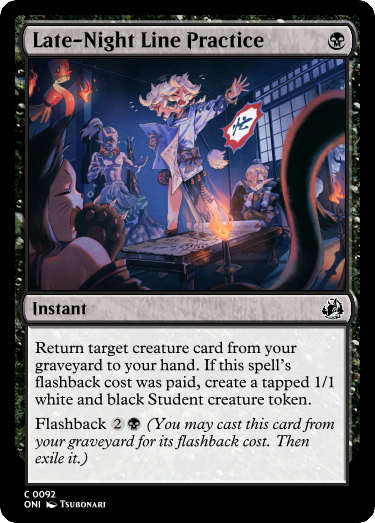 Late-Night Line Practice
Instant
Return target creature card from your
graveyard to your hand. If this spell's
flashback cost was paid, create a tapped 1/1
white and black Student creature token.
Flashback 2 (You may cast this card from
your graveyard for its flashback cost. Then
exile it.)
C 0092
ONI Tsubonari